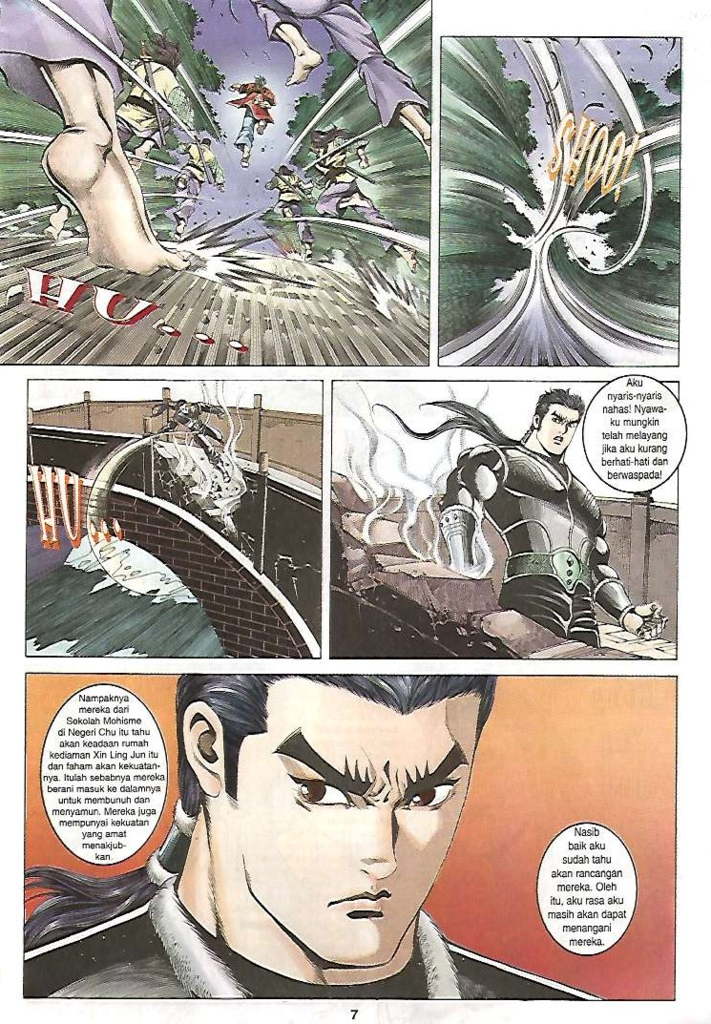 HU...
SHOO!
HU...
Aku
nyaris-nyaris
nahas! Nyawa-
ku mungkin
telah melayang
jika aku kurang
berhati-hati dan
berwaspada!
Nampaknya
mereka dari
Sekolah Mohisme
di Negeri Chu itu tahu
akan keadaan rumah
kediaman Xin Ling Jun itu
dan faham akan kekuatan-
nya. Itulah sebabnya mereka
berani masuk ke dalamnya
untuk membunuh dan
menyamun. Mereka juga
mempunyai kekuatan
yang amat
menakjub-
kan.
Nasib
baik aku
sudah tahu
akan rancangan
mereka. Oleh
itu, aku rasa aku
masih akan dapat
menangani
mereka.
7